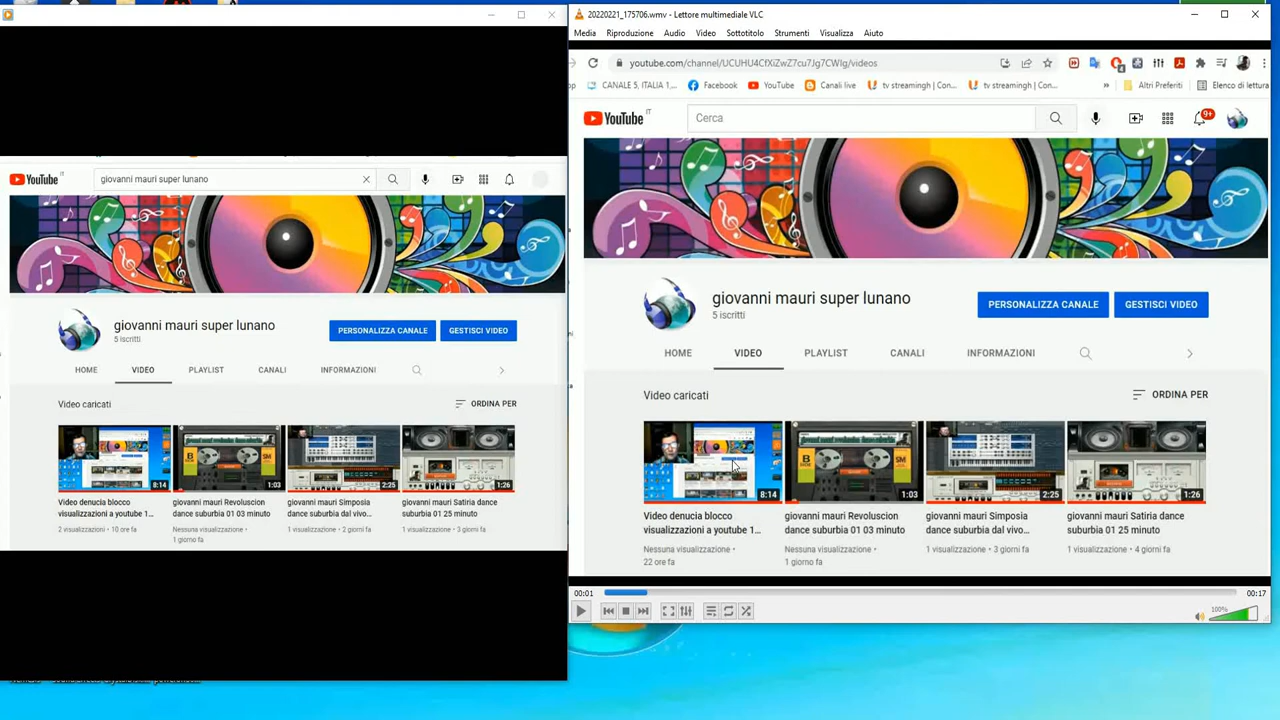 YouTube IT
giovanni mauri super lunano
giovanni mauri super lunano
5 iscritti
PERSONALIZZA CANALE
GESTISCI VIDEO
HOME
VIDEO
PLAYLIST
CANALI
INFORMAZIONI
Video caricati
ORDINA PER
8:14
1:03
2:25
1:26
Video denucia blocco
visualizzazioni a youtube 1...
2 visualizzazioni • 10 ore fa
giovanni mauri Revoluscion
dance suburbia 01 03 minuto
Nessuna visualizzazione •
1 giorno fa
giovanni mauri Simposia
dance suburbia dal vivo...
1 visualizzazione • 2 giorni fa
giovanni mauri Satiria dance
suburbia 01 25 minuto
1 visualizzazione • 3 giorni fa
20220221_175706.wmv - Lettore multimediale VLC
Media Riproduzione Audio Video Sottotitolo Strumenti Visualizza Aiuto
youtube.com/channel/UCUHU4CfXiZwZ7cu7Jg7CWIg/videos
CANALE 5, ITALIA 1,...
Facebook
YouTube
Canali live
tv streamingh | Con...
tv streamingh | Con...
»
Altri Preferiti
Elenco di lettura
YouTube IT
Cerca
9+
giovanni mauri super lunano
5 iscritti
PERSONALIZZA CANALE
GESTISCI VIDEO
HOME
VIDEO
PLAYLIST
CANALI
INFORMAZIONI
Video caricati
ORDINA PER
8:14
1:03
2:25
1:26
Video denucia blocco
visualizzazioni a youtube 1...
Nessuna visualizzazione •
22 ore fa
giovanni mauri Revoluscion
dance suburbia 01 03 minuto
Nessuna visualizzazione •
1 giorno fa
giovanni mauri Simposia
dance suburbia dal vivo...
1 visualizzazione • 3 giorni fa
giovanni mauri Satiria dance
suburbia 01 25 minuto
1 visualizzazione • 4 giorni fa
00:01
00:17
100%